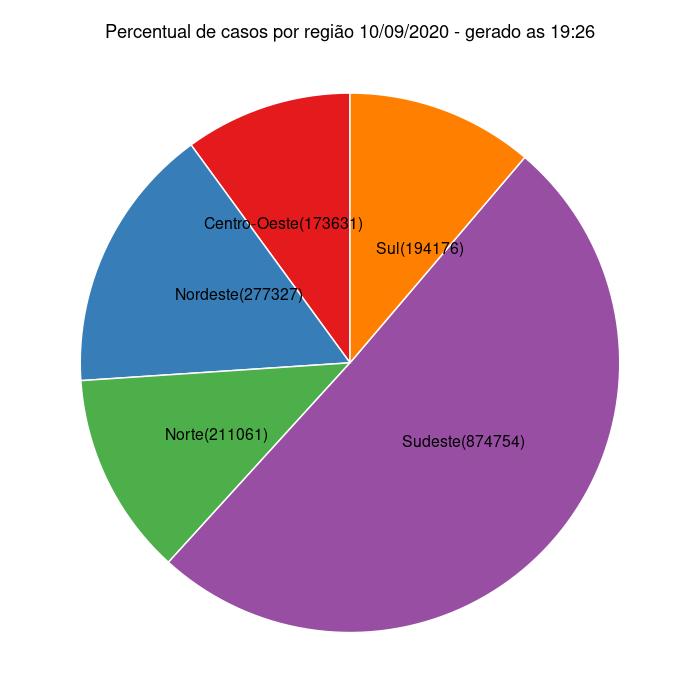 Percentual de casos por região 10/09/2020 - gerado as 19:26
Centro-Oeste(173631)
Sul(194176)
Nordeste(277327)
Norte(211061)
Sudeste(874754)